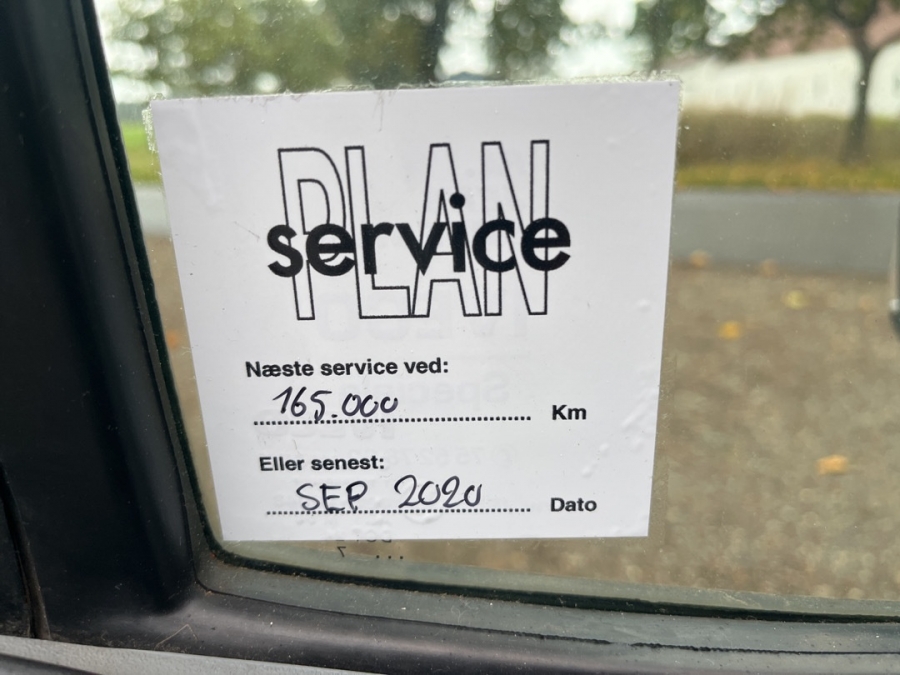 PLAN
service
Næste service ved:
165.000 Km
Eller senest:
SEP 2020 Dato